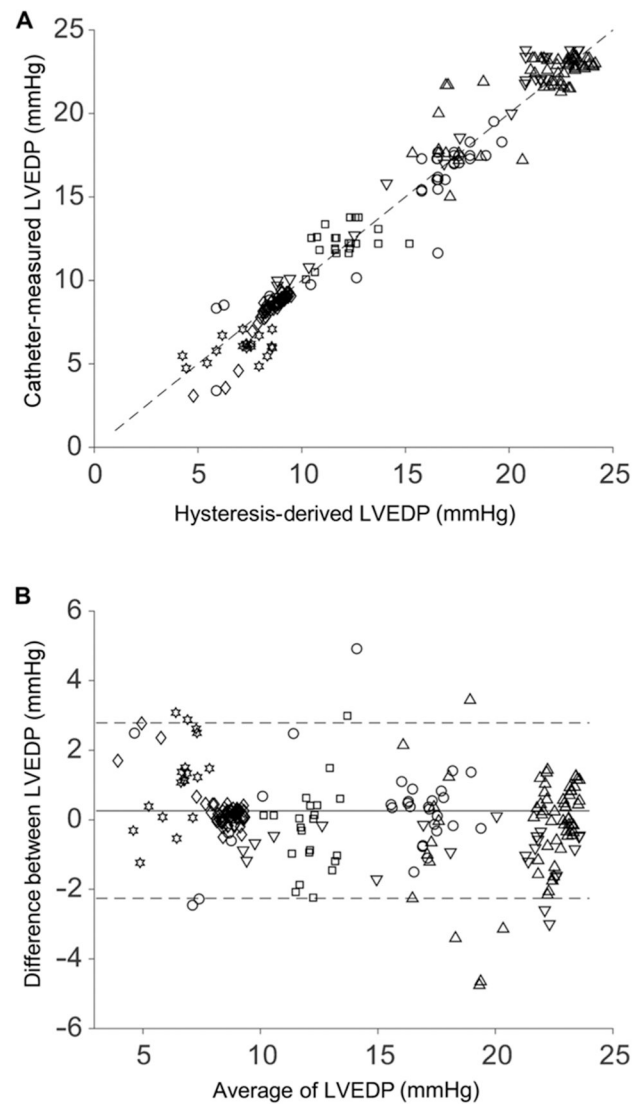 A
25
20
15
10
5
0
Catheter-measured LVEDP (mmHg)
0 5 10 15 20 25
Hysteresis-derived LVEDP (mmHg)
B
6
4
2
0
-2
-4
-6
Difference between LVEDP (mmHg)
5 10 15 20 25
Average of LVEDP (mmHg)